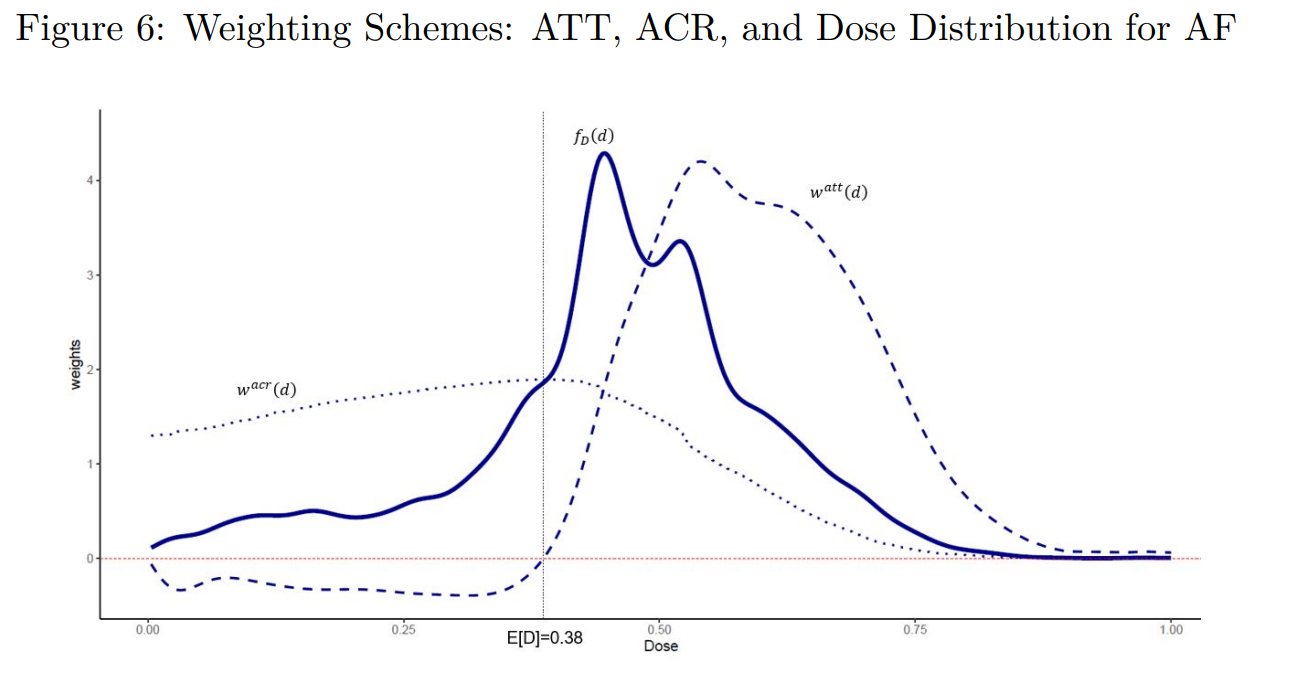 Figure 6: Weighting Schemes: ATT, ACR, and Dose Distribution for AF
f_D(d)
w^{att}(d)
w^{acr}(d)
weights
4
3
2
1
0
0.00
0.25
0.50
0.75
1.00
E[D]=0.38
Dose